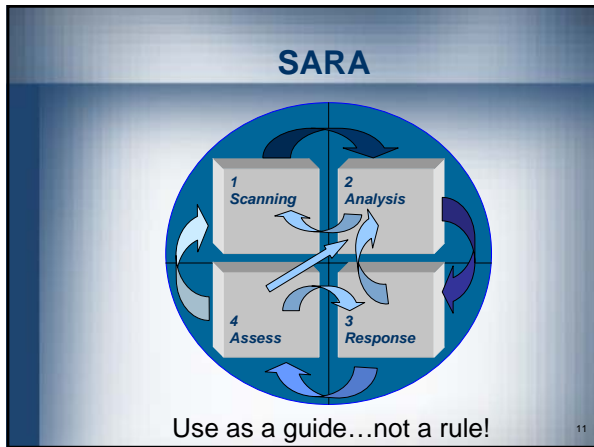 SARA
1
Scanning
2
Analysis
4
Assess
3
Response
Use as a guide…not a rule!
11